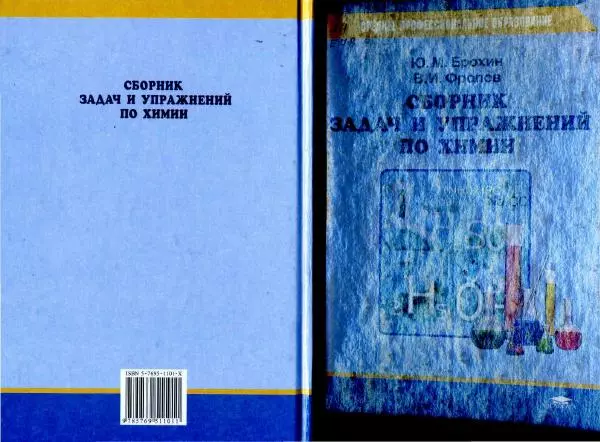 СБОРНИК
ЗАДАЧ И УПРАЖНЕНИЙ
ПО ХИМИИ
ISBN 5-7695-1101-X
9785769511011
СРЕДНЕЕ ПРОФЕССИОНАЛЬНОЕ ОБРАЗОВАНИЕ
Ю.М. Ерохин
В.И. Фролов
СБОРНИК
ЗАДАЧ И УПРАЖНЕНИЙ
ПО ХИМИИ